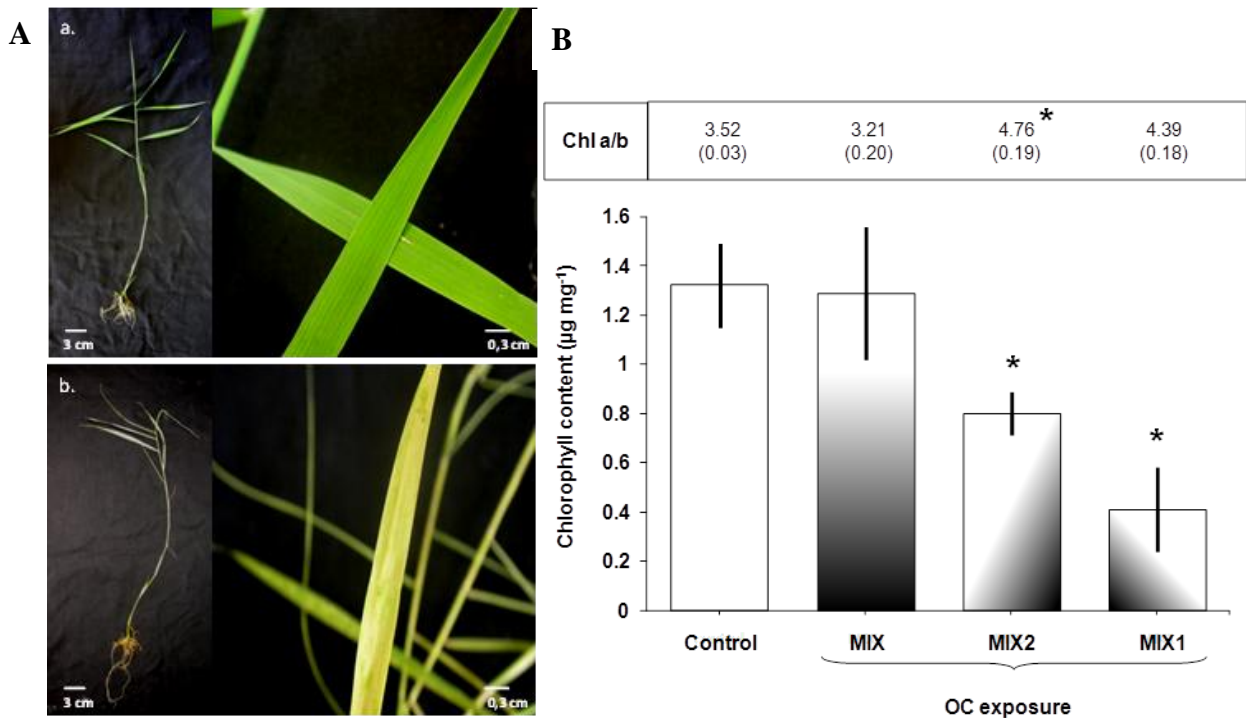 A
a.
3 cm
0,3 cm
b.
3 cm
0,3 cm
B
Chl a/b
3.52 3.21 4.76 * 4.39
(0.03) (0.20) (0.19) (0.18)
Chlorophyll content (µg mg⁻¹)
1.6
1.4
1.2
1
0.8
0.6
0.4
0.2
0
*
*
Control MIX MIX2 MIX1
OC exposure